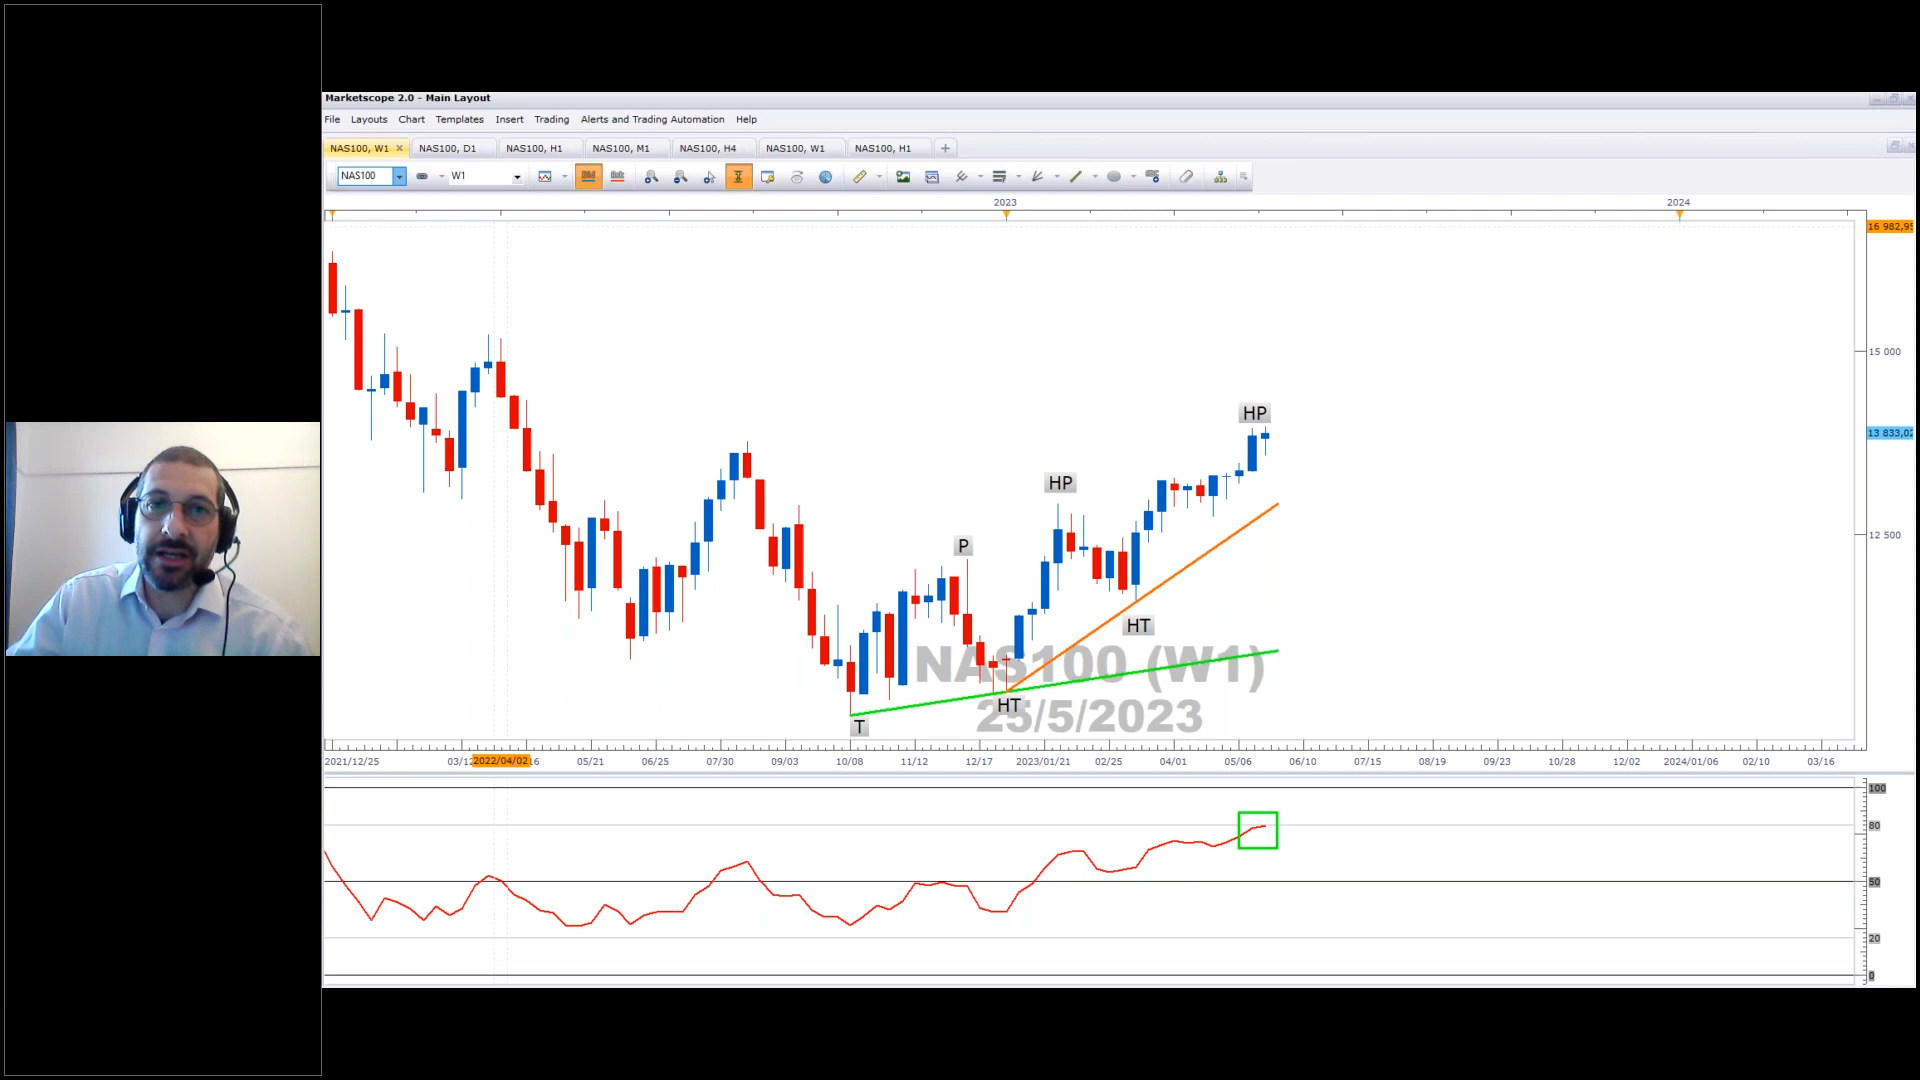 Marketscope 2.0 - Main Layout
File Layouts Chart Templates Insert Trading Alerts and Trading Automation Help
NAS100, W1 NAS100, D1 NAS100, H1 NAS100, M1 NAS100, H4 NAS100, W1 NAS100, H1
NAS100 W1
2023 2024
16 982,95
15 000
HP
13 833,02
HP
12 500
P
HT
NAS100 (W1)
HT
25/5/2023
T
2021/12/25 03/12 2022/04/02 16 05/21 06/25 07/30 09/03 10/08 11/12 12/17 2023/01/21 02/25 04/01 05/06 06/10 07/15 08/19 09/23 10/28 12/02 2024/01/06 02/10 03/16
100
80
50
20
0